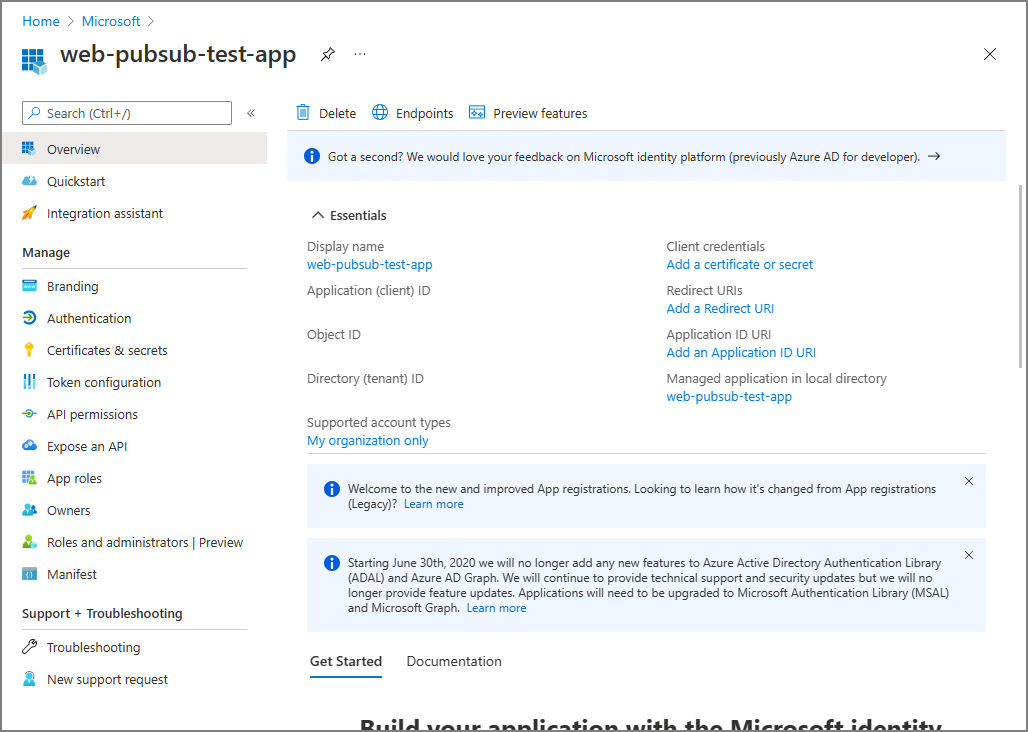 Home > Microsoft >
web-pubsub-test-app
Search (Ctrl+/)
«
Overview
Quickstart
Integration assistant
Manage
Branding
Authentication
Certificates & secrets
Token configuration
API permissions
Expose an API
App roles
Owners
Roles and administrators | Preview
Manifest
Support + Troubleshooting
Troubleshooting
New support request
Delete
Endpoints
Preview features
Got a second? We would love your feedback on Microsoft identity platform (previously Azure AD for developer). →
Essentials
Display name
web-pubsub-test-app
Application (client) ID
Object ID
Directory (tenant) ID
Supported account types
My organization only
Client credentials
Add a certificate or secret
Redirect URIs
Add a Redirect URI
Application ID URI
Add an Application ID URI
Managed application in local directory
web-pubsub-test-app
Welcome to the new and improved App registrations. Looking to learn how it's changed from App registrations
(Legacy)? Learn more
Starting June 30th, 2020 we will no longer add any new features to Azure Active Directory Authentication Library
(ADAL) and Azure AD Graph. We will continue to provide technical support and security updates but we will no
longer provide feature updates. Applications will need to be upgraded to Microsoft Authentication Library (MSAL)
and Microsoft Graph. Learn more
Get Started
Documentation
Build your application with the Microsoft identity